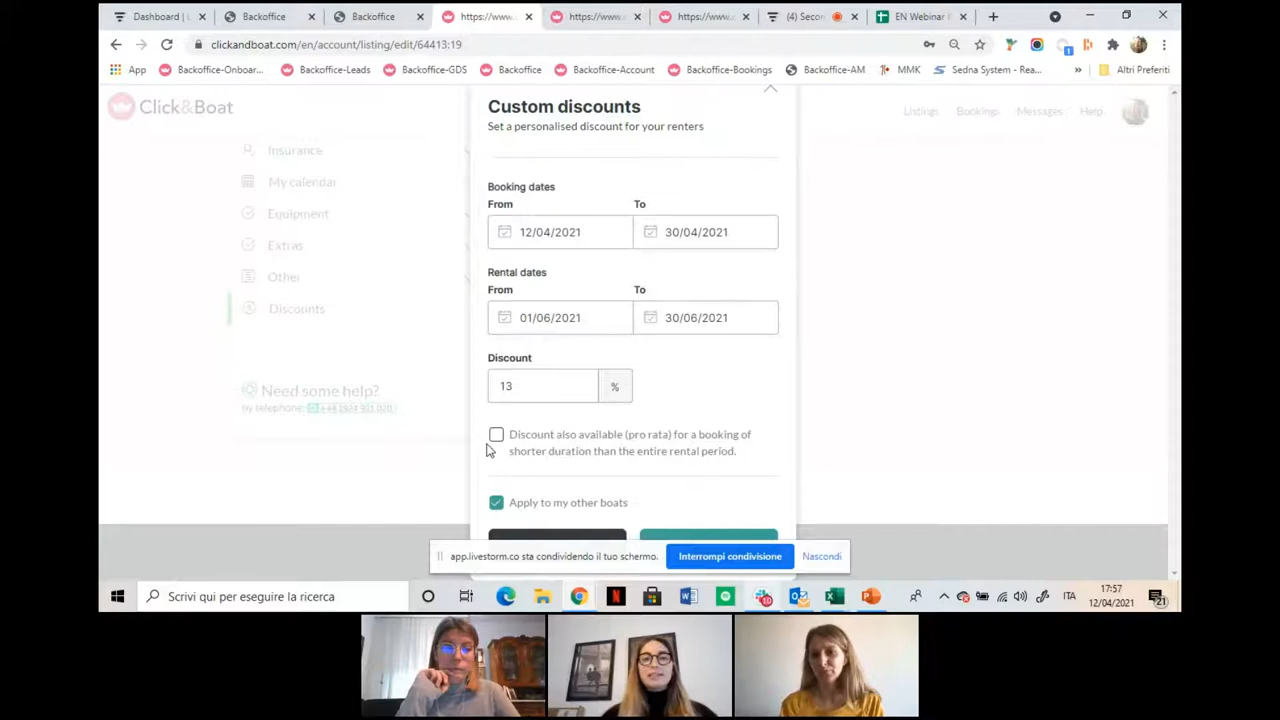 Dashboard | L
Backoffice
Backoffice
https://www.
https://www.
https://www.
(4) Secon
EN Webinar
clickandboat.com/en/account/listing/edit/64413:19
App
Backoffice-Onboar...
Backoffice-Leads
Backoffice-GDS
Backoffice
Backoffice-Account
Backoffice-Bookings
Backoffice-AM
MMK
Sedna System - Rea...
»
Altri Preferiti
Click&Boat
Listings
Bookings
Messages
Help
Insurance
My calendar
Equipment
Extras
Other
Discounts
Need some help?
by telephone:
Custom discounts
Set a personalised discount for your renters
Booking dates
From To
12/04/2021 30/04/2021
Rental dates
From To
01/06/2021 30/06/2021
Discount
13 %
Discount also available (pro rata) for a booking of
shorter duration than the entire rental period.
Apply to my other boats
app.livestorm.co sta condividendo il tuo schermo.
Interrompi condivisione
Nascondi
Scrivi qui per eseguire la ricerca
ITA
17:57
12/04/2021
21